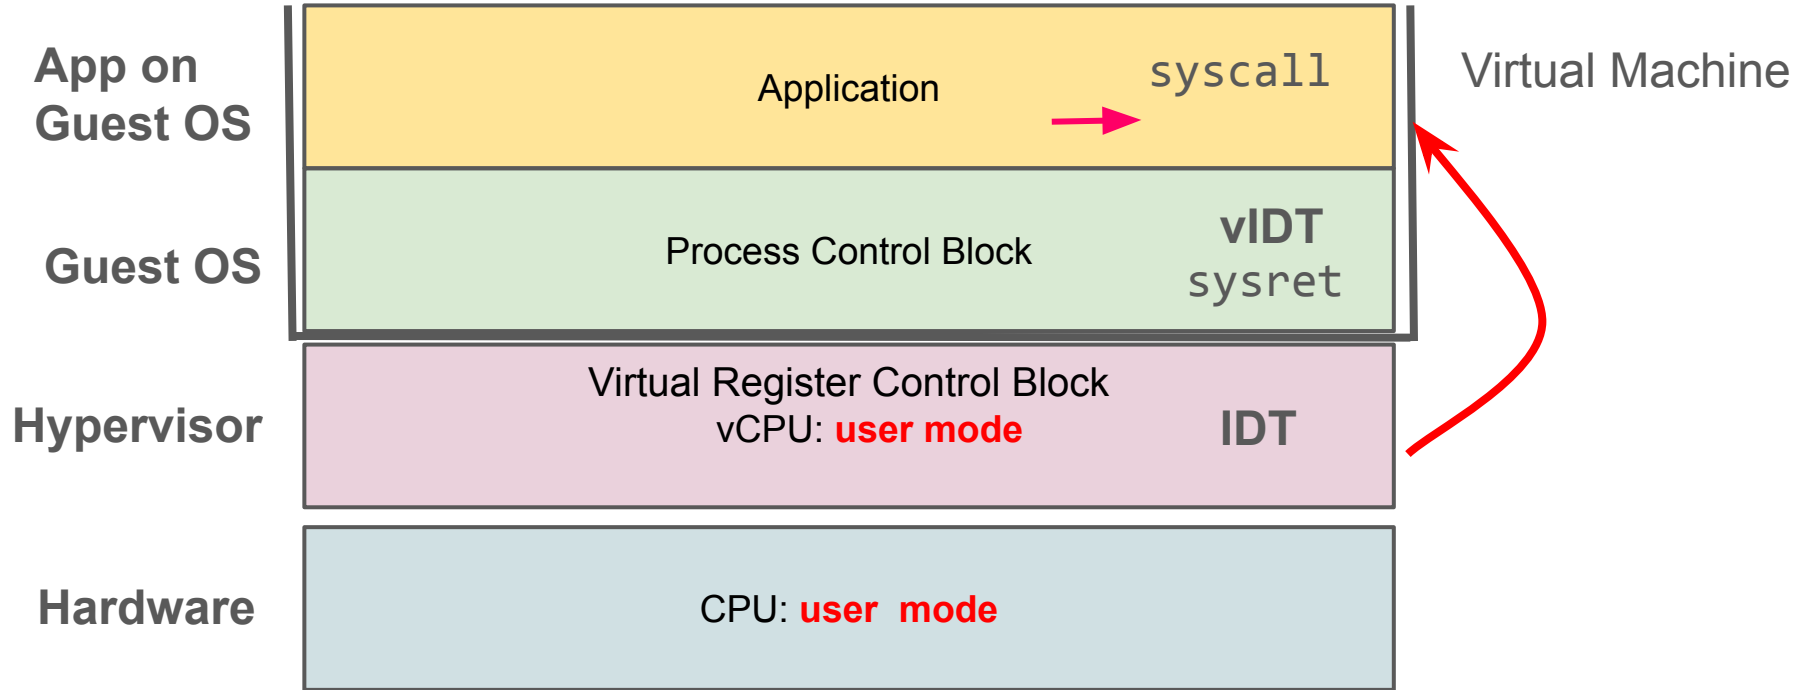 App on
Guest OS
Application
syscall
Virtual Machine
Guest OS
Process Control Block
vIDT
sysret
Hypervisor
Virtual Register Control Block
vCPU: user mode
IDT
Hardware
CPU: user mode